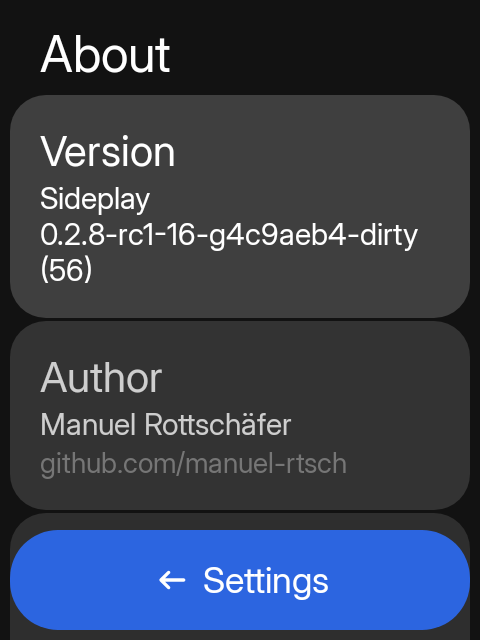 About
Version
Sideplay
0.2.8-rc1-16-g4c9aeb4-dirty
(56)
Author
Manuel Rottschäfer
github.com/manuel-rtsch
← Settings